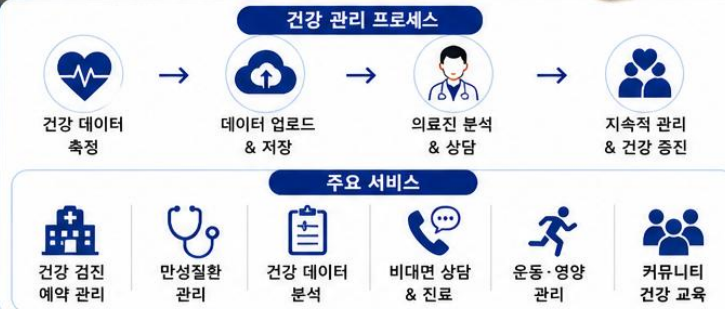 건강 관리 프로세스
건강 데이터
축정
데이터 업로드
& 저장
의료진 분석
& 상담
지속적 관리
& 건강 증진
주요 서비스
건강 검진
예약 관리
만성질환
관리
건강 데이터
분석
비대면 상담
& 진료
운동·영양
관리
커뮤니티
건강 교육